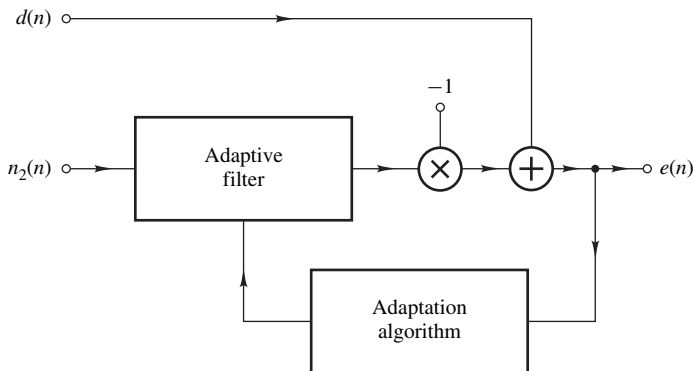 d(n)
−1
n₂(n)
Adaptive
filter
×
+
e(n)
Adaptation
algorithm